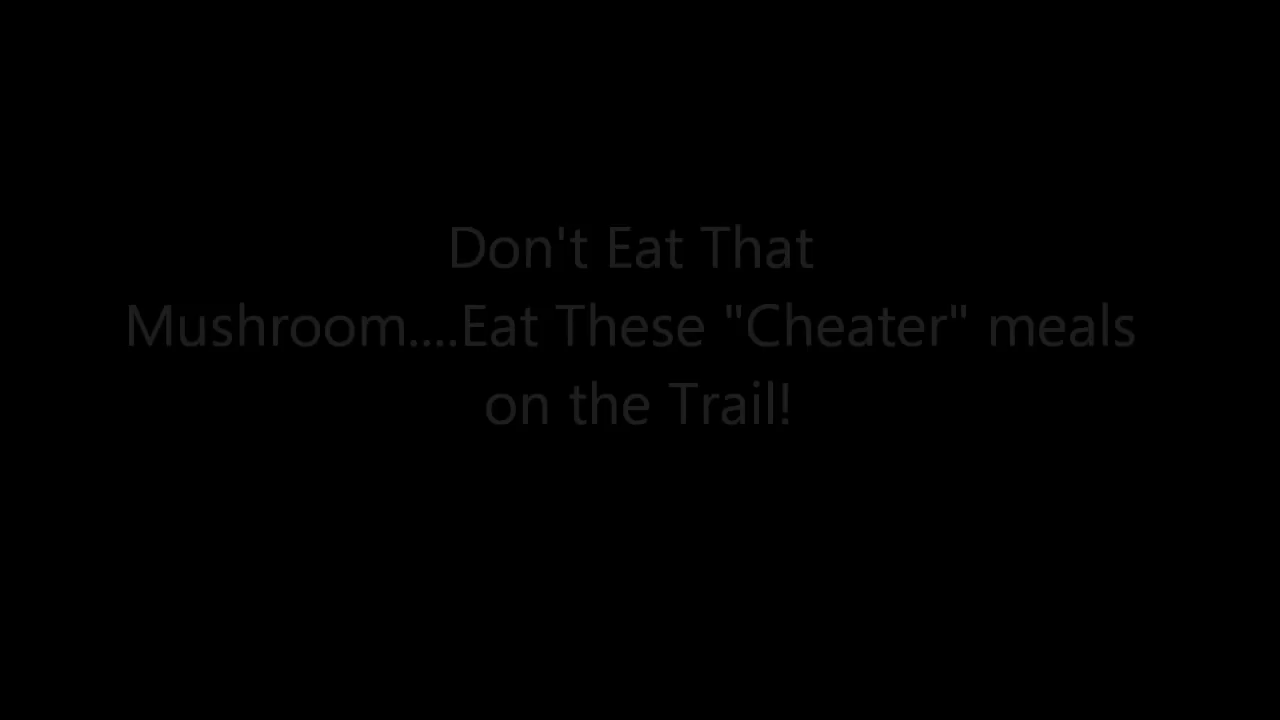 Don't Eat That
Mushroom....Eat These "Cheater" meals
on the Trail!